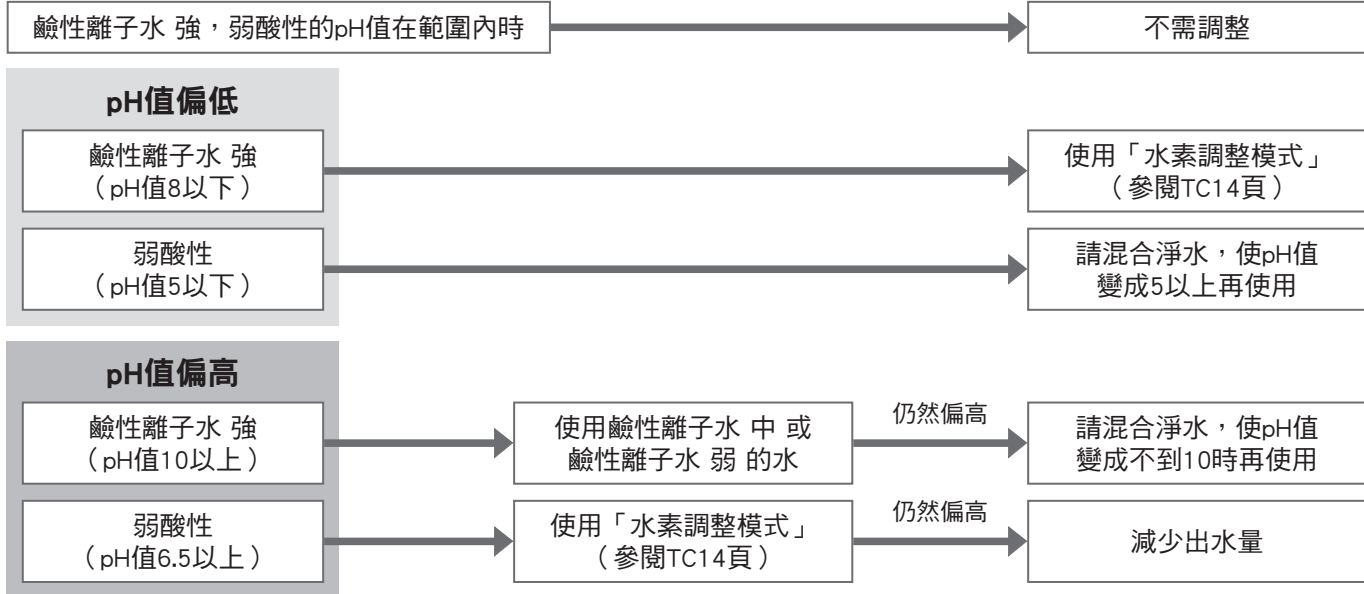 鹼性離子水 強，弱酸性的pH值在範圍內時
不需調整
pH值偏低
鹼性離子水 強
（pH值8以下）
使用「水素調整模式」
（參閱TC14頁）
弱酸性
（pH值5以下）
請混合淨水，使pH值
變成5以上再使用
pH值偏高
鹼性離子水 強
（pH值10以上）
使用鹼性離子水 中 或
鹼性離子水 弱 的水
仍然偏高
請混合淨水，使pH值
變成不到10時再使用
弱酸性
（pH值6.5以上）
使用「水素調整模式」
（參閱TC14頁）
仍然偏高
減少出水量